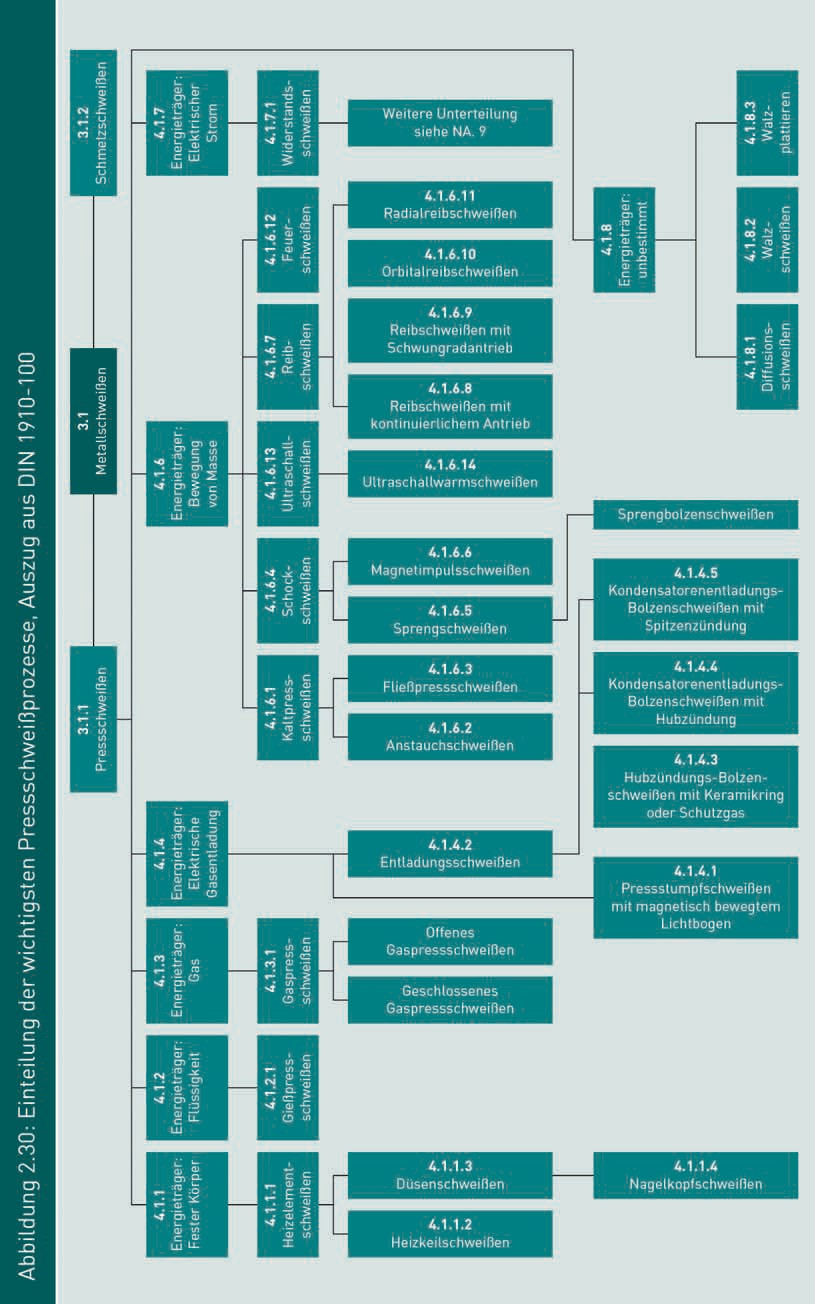 Abbildung 2.30: Einteilung der wichtigsten Pressschweißprozesse, Auszug aus DIN 1910-100
3.1
Metallschweißen
3.1.1
Pressschweißen
3.1.2
Schmelzschweißen
4.1.1
Energieträger:
Fester Körper
4.1.2
Energieträger:
Flüssigkeit
4.1.3
Energieträger:
Gas
4.1.4
Energieträger:
Elektrische
Gasentladung
4.1.6
Energieträger:
Bewegung
von Masse
4.1.7
Energieträger:
Elektrischer
Strom
4.1.1.1
Heizelement-
schweißen
4.1.2.1
Gießpress-
schweißen
4.1.3.1
Gaspress-
schweißen
4.1.6.1
Kaltpress-
schweißen
4.1.6.4
Schock-
schweißen
4.1.6.13
Ultraschall-
schweißen
4.1.6.7
Reib-
schweißen
4.1.6.12
Feuer-
schweißen
4.1.7.1
Widerstands-
schweißen
4.1.1.2
Heizkeilschweißen
4.1.1.3
Düsenschweißen
Geschlossenes
Gaspressschweißen
Offenes
Gaspressschweißen
4.1.4.2
Entladungsschweißen
4.1.6.2
Anstauchschweißen
4.1.6.3
Fließpressschweißen
4.1.6.5
Sprengschweißen
4.1.6.6
Magnetimpulsschweißen
4.1.6.14
Ultraschallwarmschweißen
4.1.6.8
Reibschweißen mit
kontinuierlichem Antrieb
4.1.6.9
Reibschweißen mit
Schwungradantrieb
4.1.6.10
Orbitalreibschweißen
4.1.6.11
Radialreibschweißen
Weitere Unterteilung
siehe NA. 9
4.1.1.4
Nagelkopfschweißen
4.1.4.1
Pressstumpfschweißen
mit magnetisch bewegtem
Lichtbogen
4.1.4.3
Hubzündungs-Bolzen-
schweißen mit Keramikring
oder Schutzgas
4.1.4.4
Kondensatorenentladungs-
Bolzenschweißen mit
Hubzündung
4.1.4.5
Kondensatorenentladungs-
Bolzenschweißen mit
Spitzenzündung
Sprengbolzenschweißen
4.1.8
Energieträger:
unbestimmt
4.1.8.1
Diffusions-
schweißen
4.1.8.2
Walz-
schweißen
4.1.8.3
Walz-
plattieren